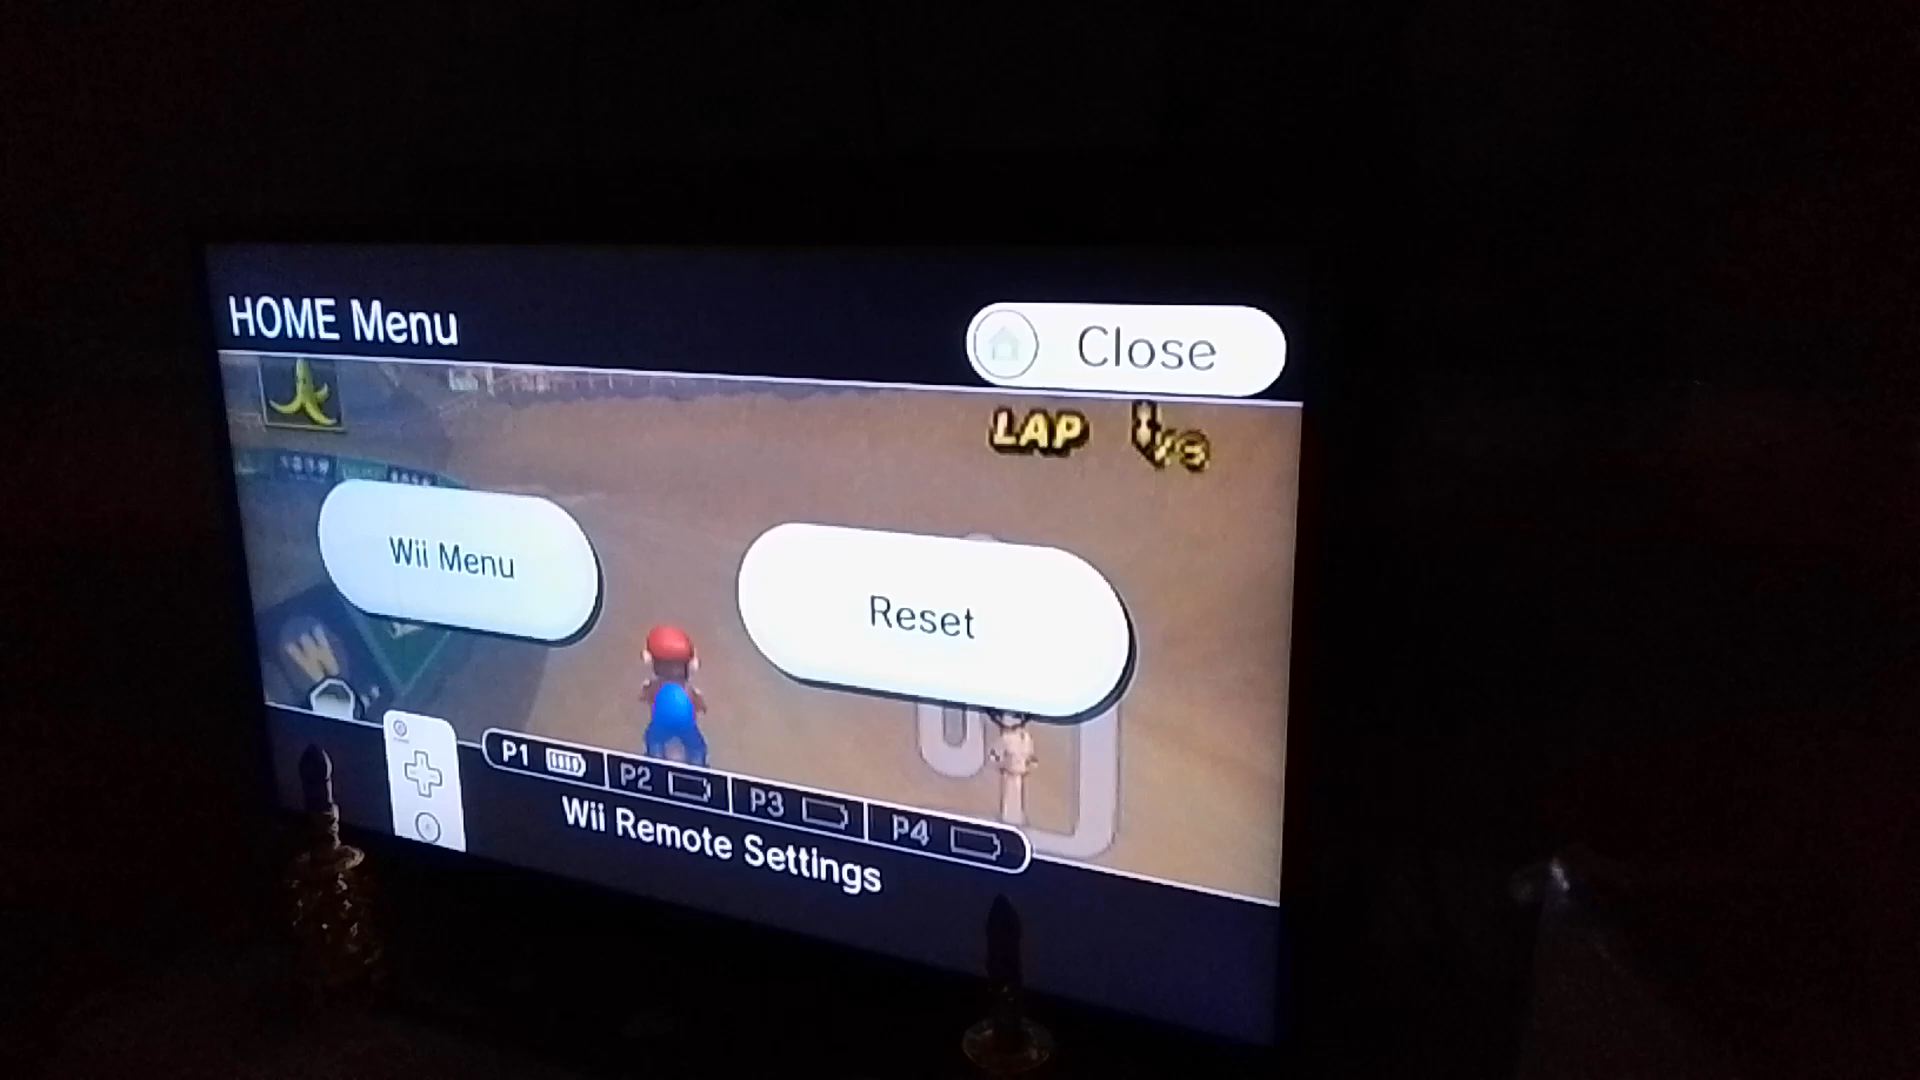 HOME Menu
Close
LAP
Wii Menu
Reset
W
P1
P2
P3
P4
Wii Remote Settings